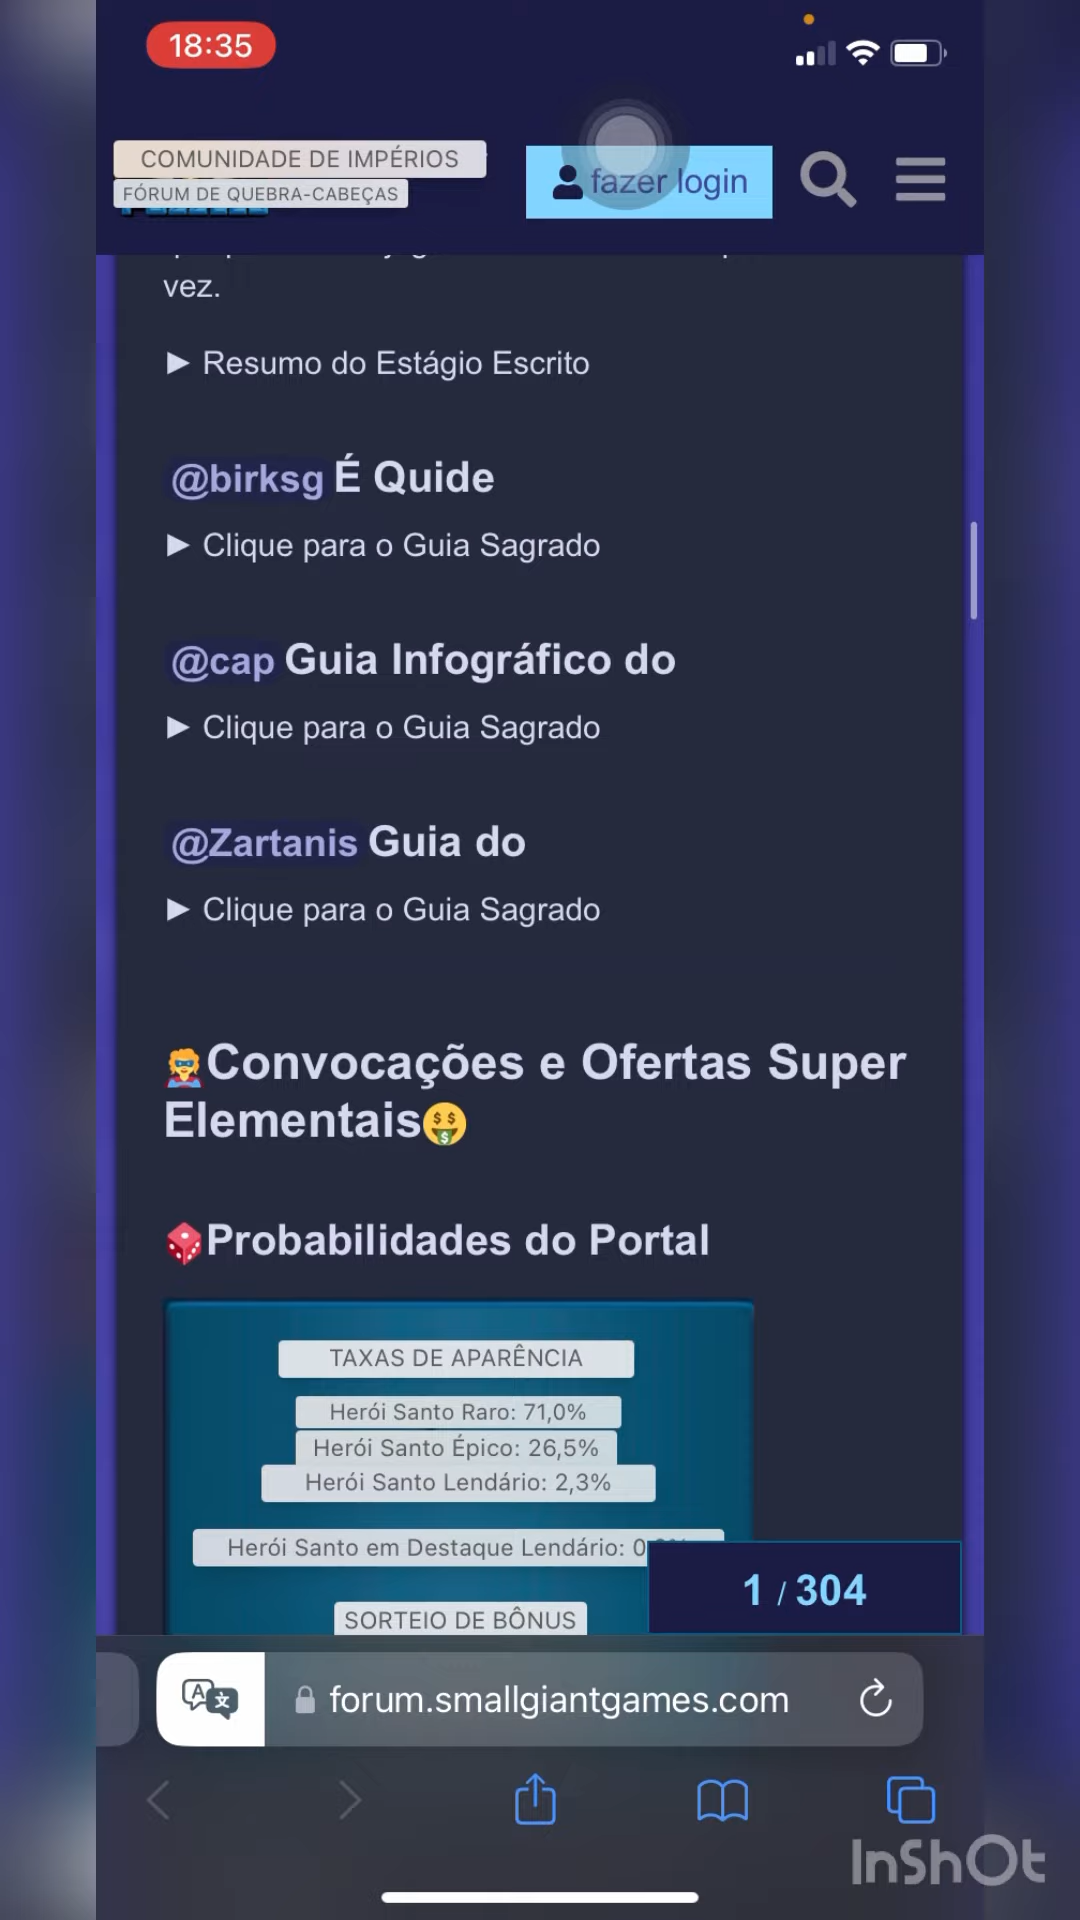 18:35
COMUNIDADE DE IMPÉRIOS
FÓRUM DE QUEBRA-CABEÇAS
fazer login
vez.
► Resumo do Estágio Escrito
@birksg É Quide
► Clique para o Guia Sagrado
@cap Guia Infográfico do
► Clique para o Guia Sagrado
@Zartanis Guia do
► Clique para o Guia Sagrado
Convocações e Ofertas Super
Elementais
Probabilidades do Portal
TAXAS DE APARÊNCIA
Herói Santo Raro: 71,0%
Herói Santo Épico: 26,5%
Herói Santo Lendário: 2,3%
Herói Santo em Destaque Lendário:
1 / 304
SORTEIO DE BÔNUS
forum.smallgiantgames.com
InShOt